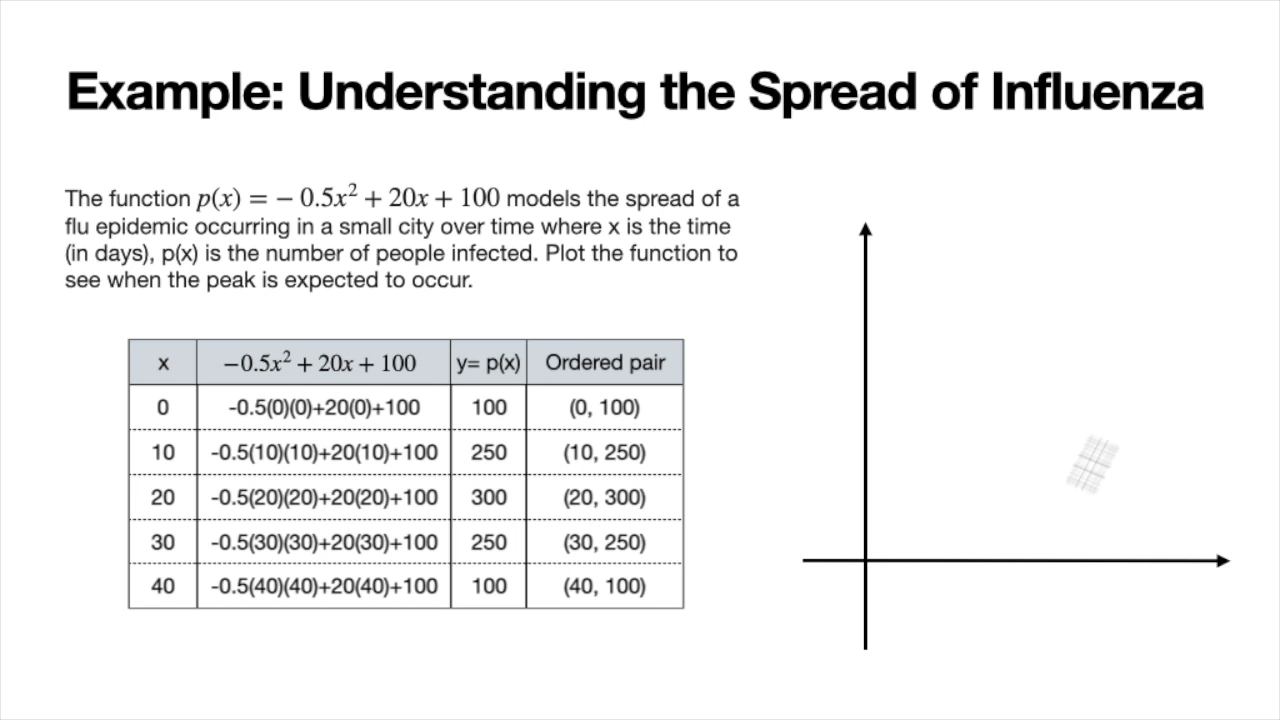 Example: Understanding the Spread of Influenza
The function p(x) = − 0.5x² + 20x + 100 models the spread of a
flu epidemic occurring in a small city over time where x is the time
(in days), p(x) is the number of people infected. Plot the function to
see when the peak is expected to occur.
x −0.5x² + 20x + 100 y= p(x) Ordered pair
0 -0.5(0)(0)+20(0)+100 100 (0, 100)
10 -0.5(10)(10)+20(10)+100 250 (10, 250)
20 -0.5(20)(20)+20(20)+100 300 (20, 300)
30 -0.5(30)(30)+20(30)+100 250 (30, 250)
40 -0.5(40)(40)+20(40)+100 100 (40, 100)